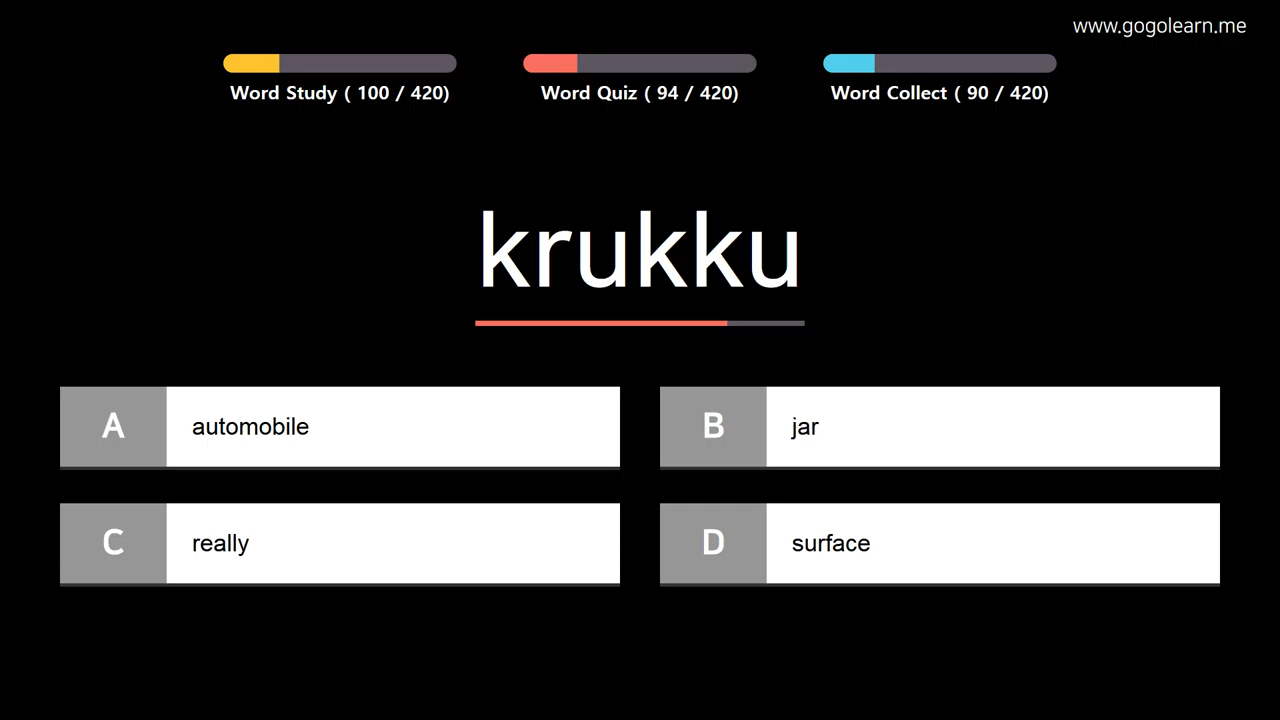 www.gogolearn.me
Word Study ( 100 / 420)
Word Quiz ( 94 / 420)
Word Collect ( 90 / 420)
krukku
A automobile
B jar
C really
D surface